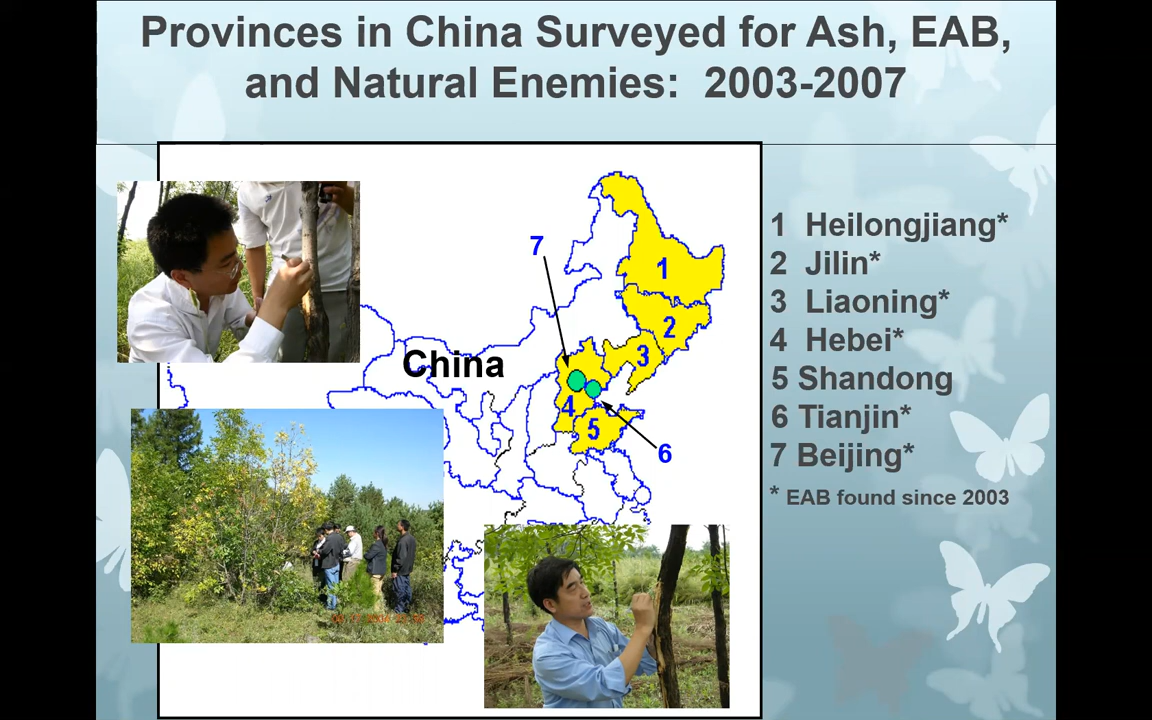 Provinces in China Surveyed for Ash, EAB,
and Natural Enemies: 2003-2007
1 Heilongjiang*
2 Jilin*
3 Liaoning*
4 Hebei*
5 Shandong
6 Tianjin*
7 Beijing*
* EAB found since 2003
China
7
1
2
3
4
5
6